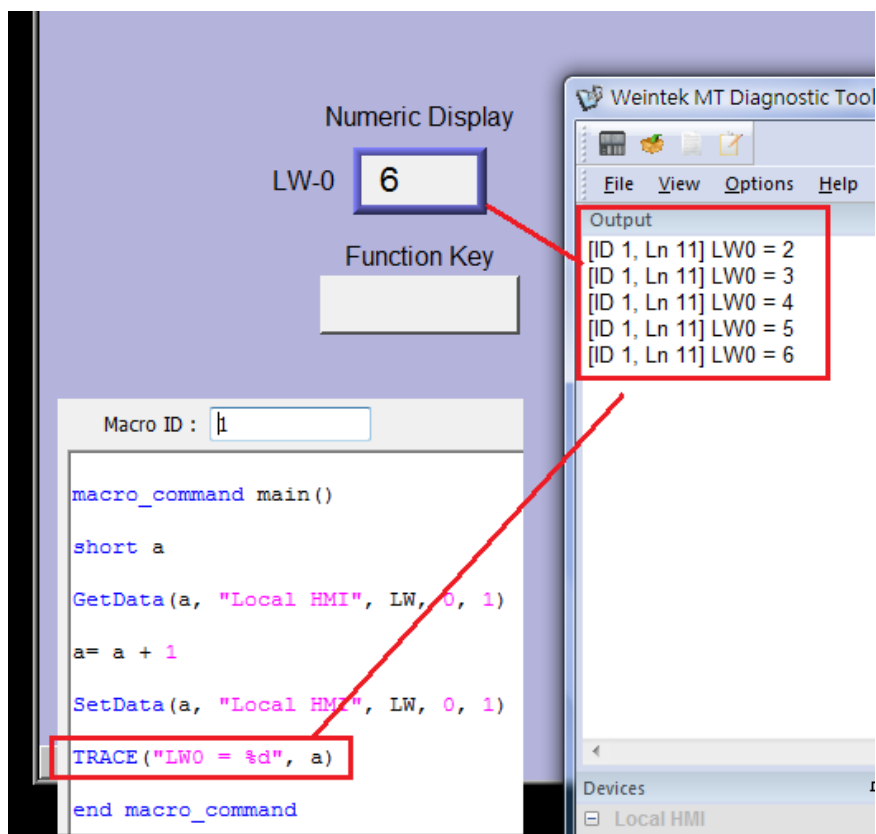 Numeric Display
LW-0 6
Function Key
Weintek MT Diagnostic Tool
File View Options Help
Output
[ID 1, Ln 11] LW0 = 2
[ID 1, Ln 11] LW0 = 3
[ID 1, Ln 11] LW0 = 4
[ID 1, Ln 11] LW0 = 5
[ID 1, Ln 11] LW0 = 6
Macro ID : 1
macro_command main()
short a
GetData(a, "Local HMI", LW, 0, 1)
a= a + 1
SetData(a, "Local HMI", LW, 0, 1)
TRACE("LW0 = %d", a)
end macro_command
Devices
Local HMI